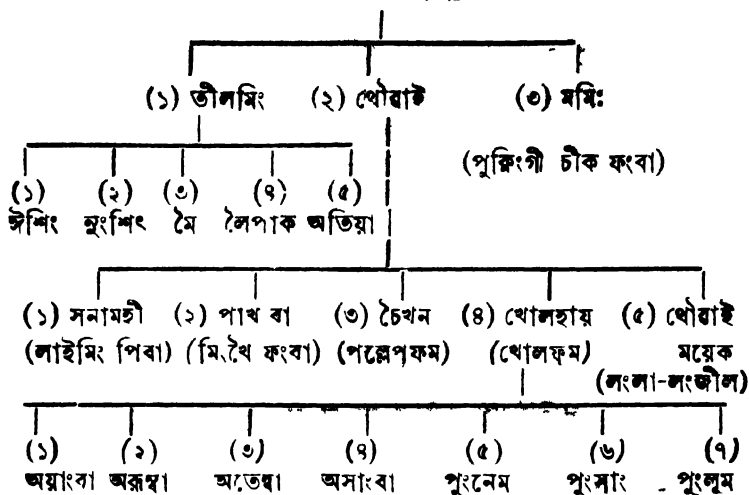 (১) তীলমিং (২) থৌৱাই (৩) মমিঃ
(পুক্নিংগী চীক ফংবা)
(১) (২) (৩) (৪) (৫)
ঈশিং নুংশিৎ মৈ লৈপাক অতিয়া
(১) সনামহী (২) পাখ বা (৩) চৈখন (৪) খোলহায় (৫) থৌৱাই
(লাইমিং পিবা) (মিংথৈ ফংবা) (পল্লেপ্ফম) (খোলফম) ময়েক
(লংলা-লংজীল)
(১) (২) (৩) (৪) (৫) (৬) (৭)
অয়াংবা অরূম্বা অতেন্বা অসাংবা পুংনেম পুংসাং পুংলুম